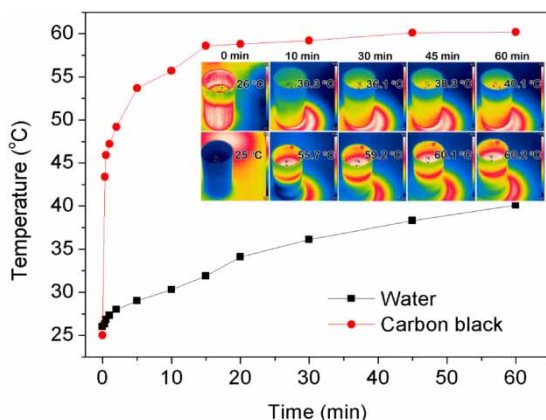 0 min 10 min 30 min 45 min 60 min
26 °C 30.3 °C 36.1 °C 38.3 °C 40.1 °C
25 °C 55.7 °C 59.2 °C 60.1 °C 60.2 °C
60
55
50
45
40
35
30
25
Temperature (°C)
Water
Carbon black
0 10 20 30 40 50 60
Time (min)